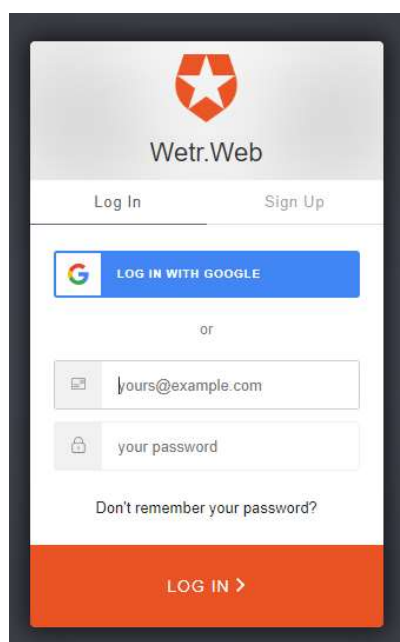 Wetr.Web
Log In Sign Up
LOG IN WITH GOOGLE
or
yours@example.com
your password
Don't remember your password?
LOG IN >